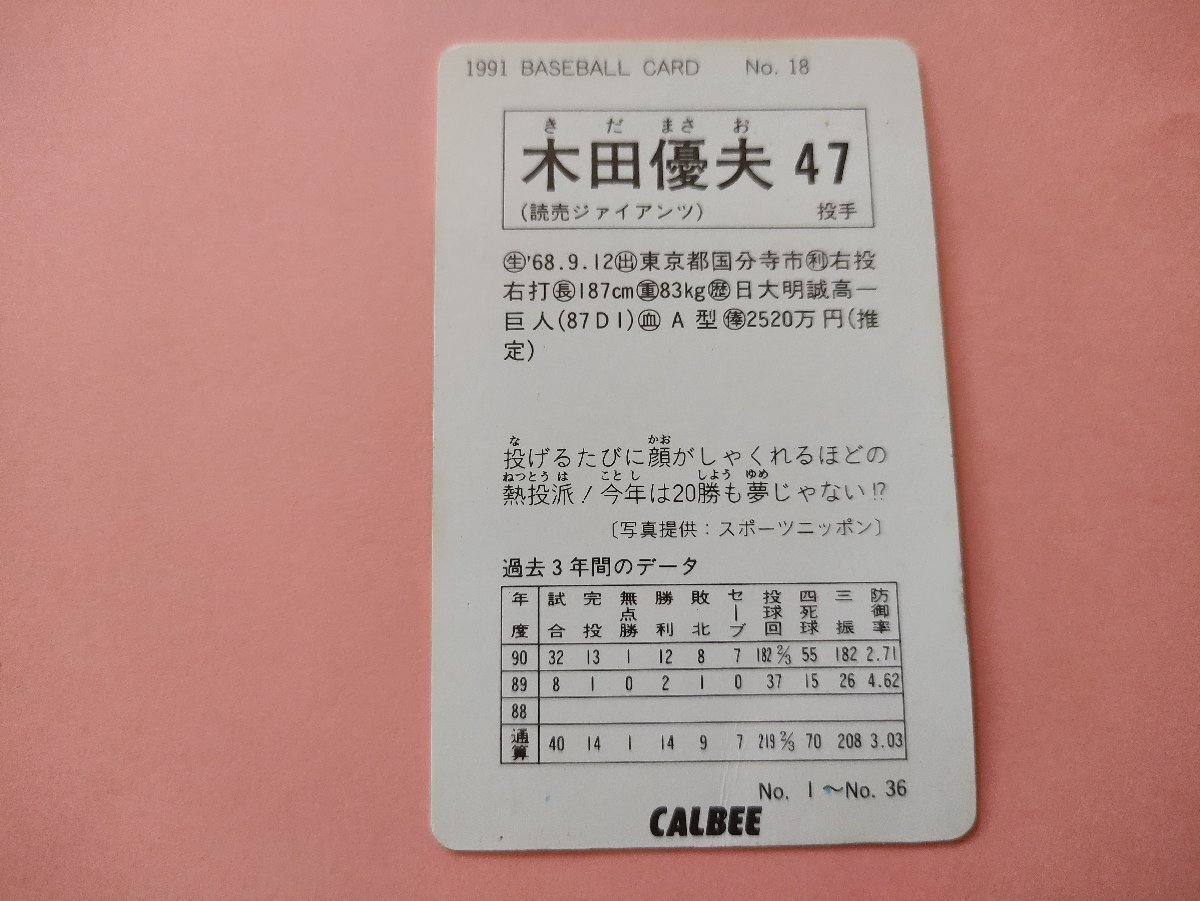 1991 BASEBALL CARD No. 18
きだ まさ お
木田優夫 47
(読売ジャイアンツ) 投手
㊤'68.9.12㊤東京都国分寺市㊤右投
右打㊤187cm㊤83kg㊤日大明誠高―
巨人(87D1)㊤A型㊤2520万円(推
定)
な かお
投げるたびに顔がしゃくれるほどの
ねつとう は ことし しよう ゆめ
熱投派!今年は20勝も夢じゃない!?
〔写真提供:スポーツニッポン〕
過去3年間のデータ
年度 試合 完投 無点勝 勝利 敗北 セーブ 投球回 四死球 三振 防御率
90 32 13 1 12 8 7 182 2/3 55 182 2.71
89 8 1 0 2 1 0 37 15 26 4.62
88
通算 40 14 1 14 9 7 219 2/3 70 208 3.03
No. 1～No. 36
CALBEE